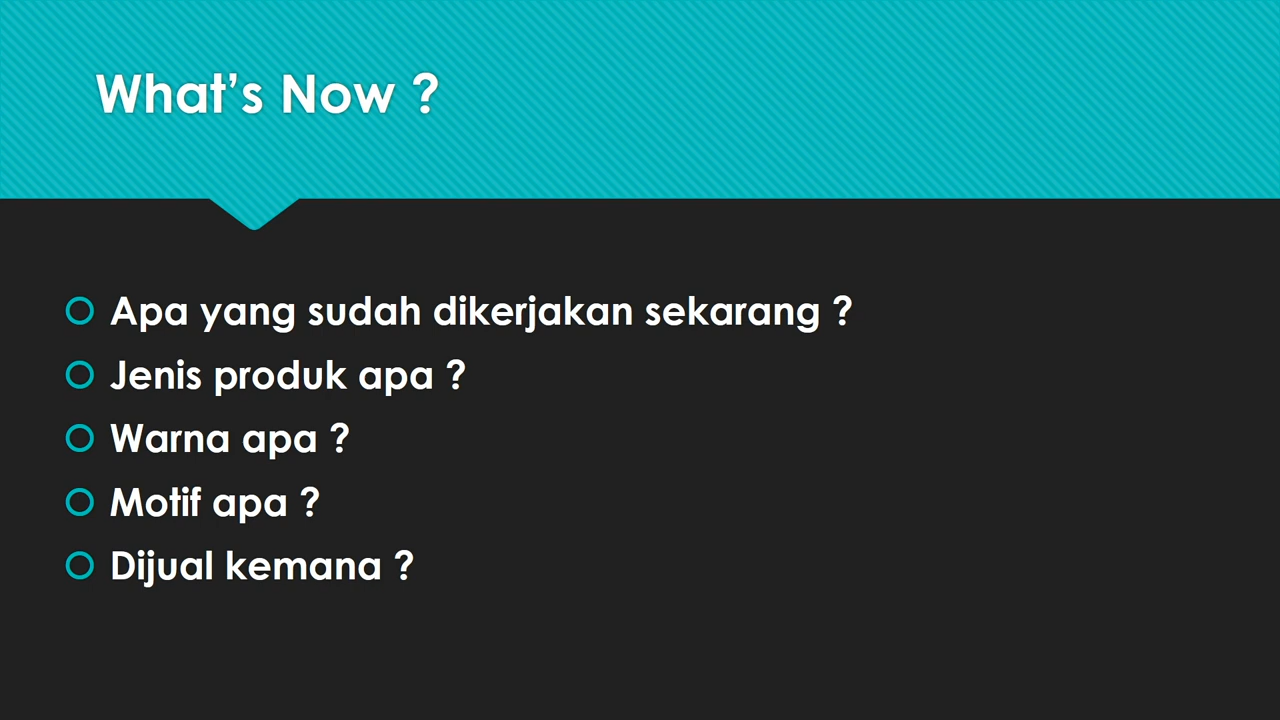 What’s Now ?
Apa yang sudah dikerjakan sekarang ?
Jenis produk apa ?
Warna apa ?
Motif apa ?
Dijual kemana ?